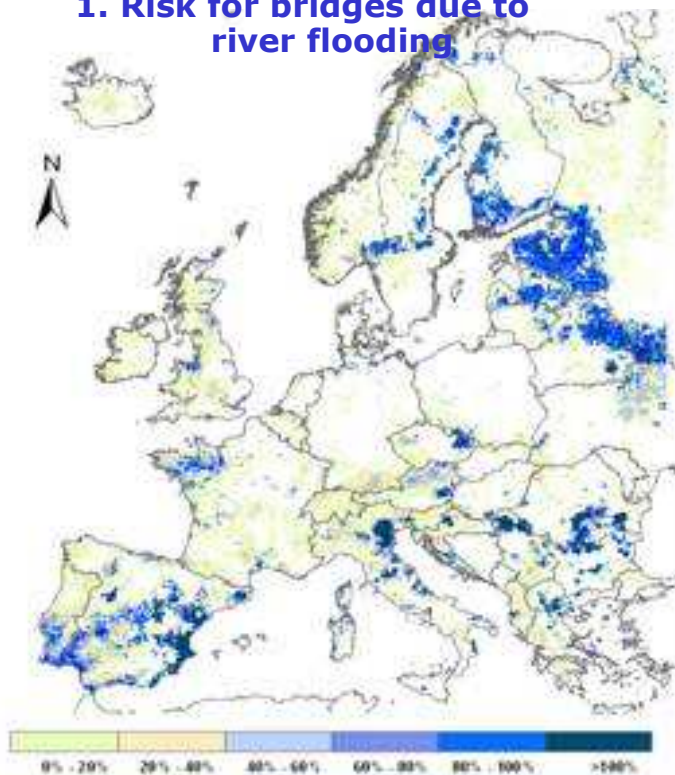 1. Risk for bridges due to
river flooding
N
0% - 20% 20% - 40% 40% - 60% 60% - 80% 80% - 100% >100%